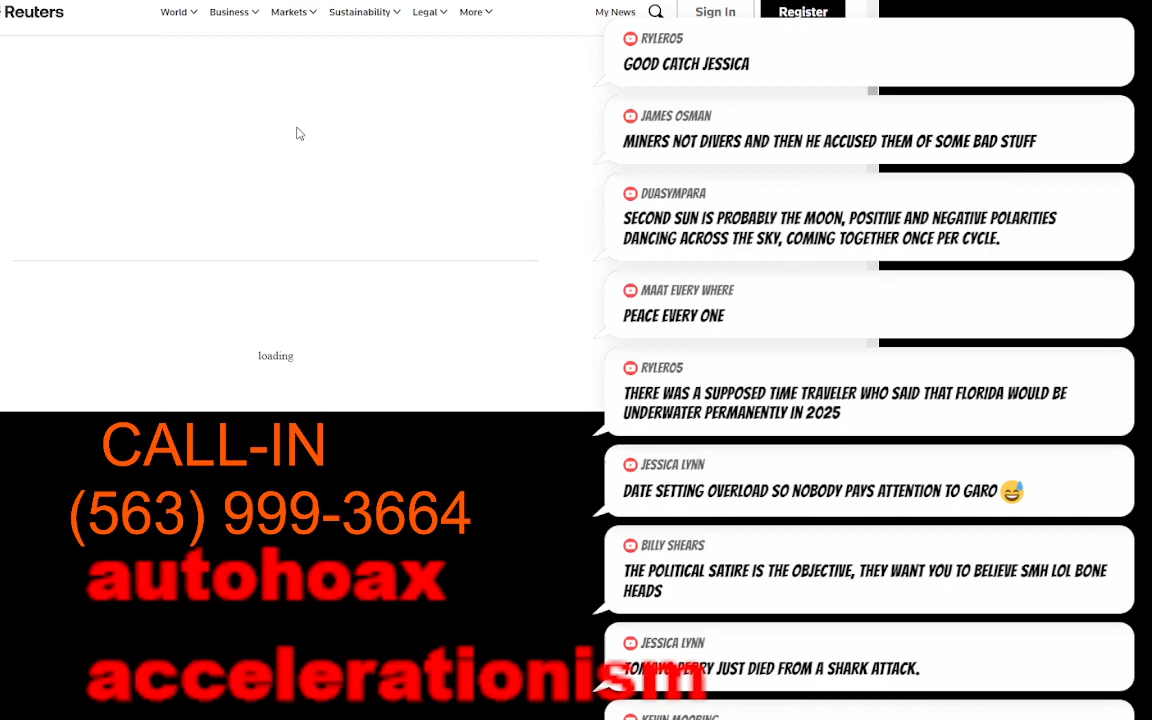 Reuters
World
Business
Markets
Sustainability
Legal
More
My News
Sign In
Register
RYLER05
GOOD CATCH JESSICA
JAMES OSMAN
MINERS NOT DIVERS AND THEN HE ACCUSED THEM OF SOME BAD STUFF
DUASYMPARA
SECOND SUN IS PROBABLY THE MOON, POSITIVE AND NEGATIVE POLARITIES
DANCING ACROSS THE SKY, COMING TOGETHER ONCE PER CYCLE.
MAAT EVERY WHERE
PEACE EVERY ONE
RYLER05
THERE WAS A SUPPOSED TIME TRAVELER WHO SAID THAT FLORIDA WOULD BE
UNDERWATER PERMANENTLY IN 2025
JESSICA LYNN
DATE SETTING OVERLOAD SO NOBODY PAYS ATTENTION TO GARO 😅
BILLY SHEARS
THE POLITICAL SATIRE IS THE OBJECTIVE, THEY WANT YOU TO BELIEVE SMH LOL BONE
HEADS
JESSICA LYNN
PERRY JUST DIED FROM A SHARK ATTACK.
KEVIN
loading
CALL-IN
(563) 999-3664
autohoax
accelerationism